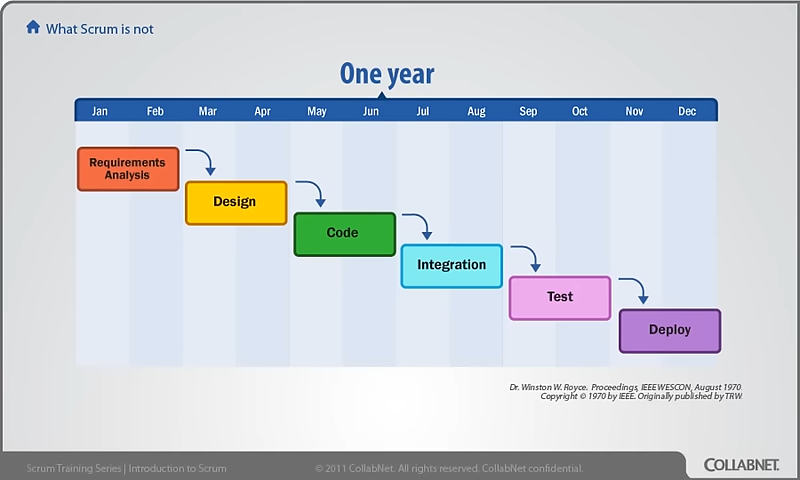 What Scrum is not
One year
Jan Feb Mar Apr May Jun Jul Aug Sep Oct Nov Dec
Requirements
Analysis
Design
Code
Integration
Test
Deploy
Dr. Winston W. Royce. Proceedings, IEEE WESCON, August 1970.
Copyright © 1970 by IEEE. Originally published by TRW.
Scrum Training Series | Introduction to Scrum © 2011 CollabNet. All rights reserved. CollabNet confidential. COLLABNET.